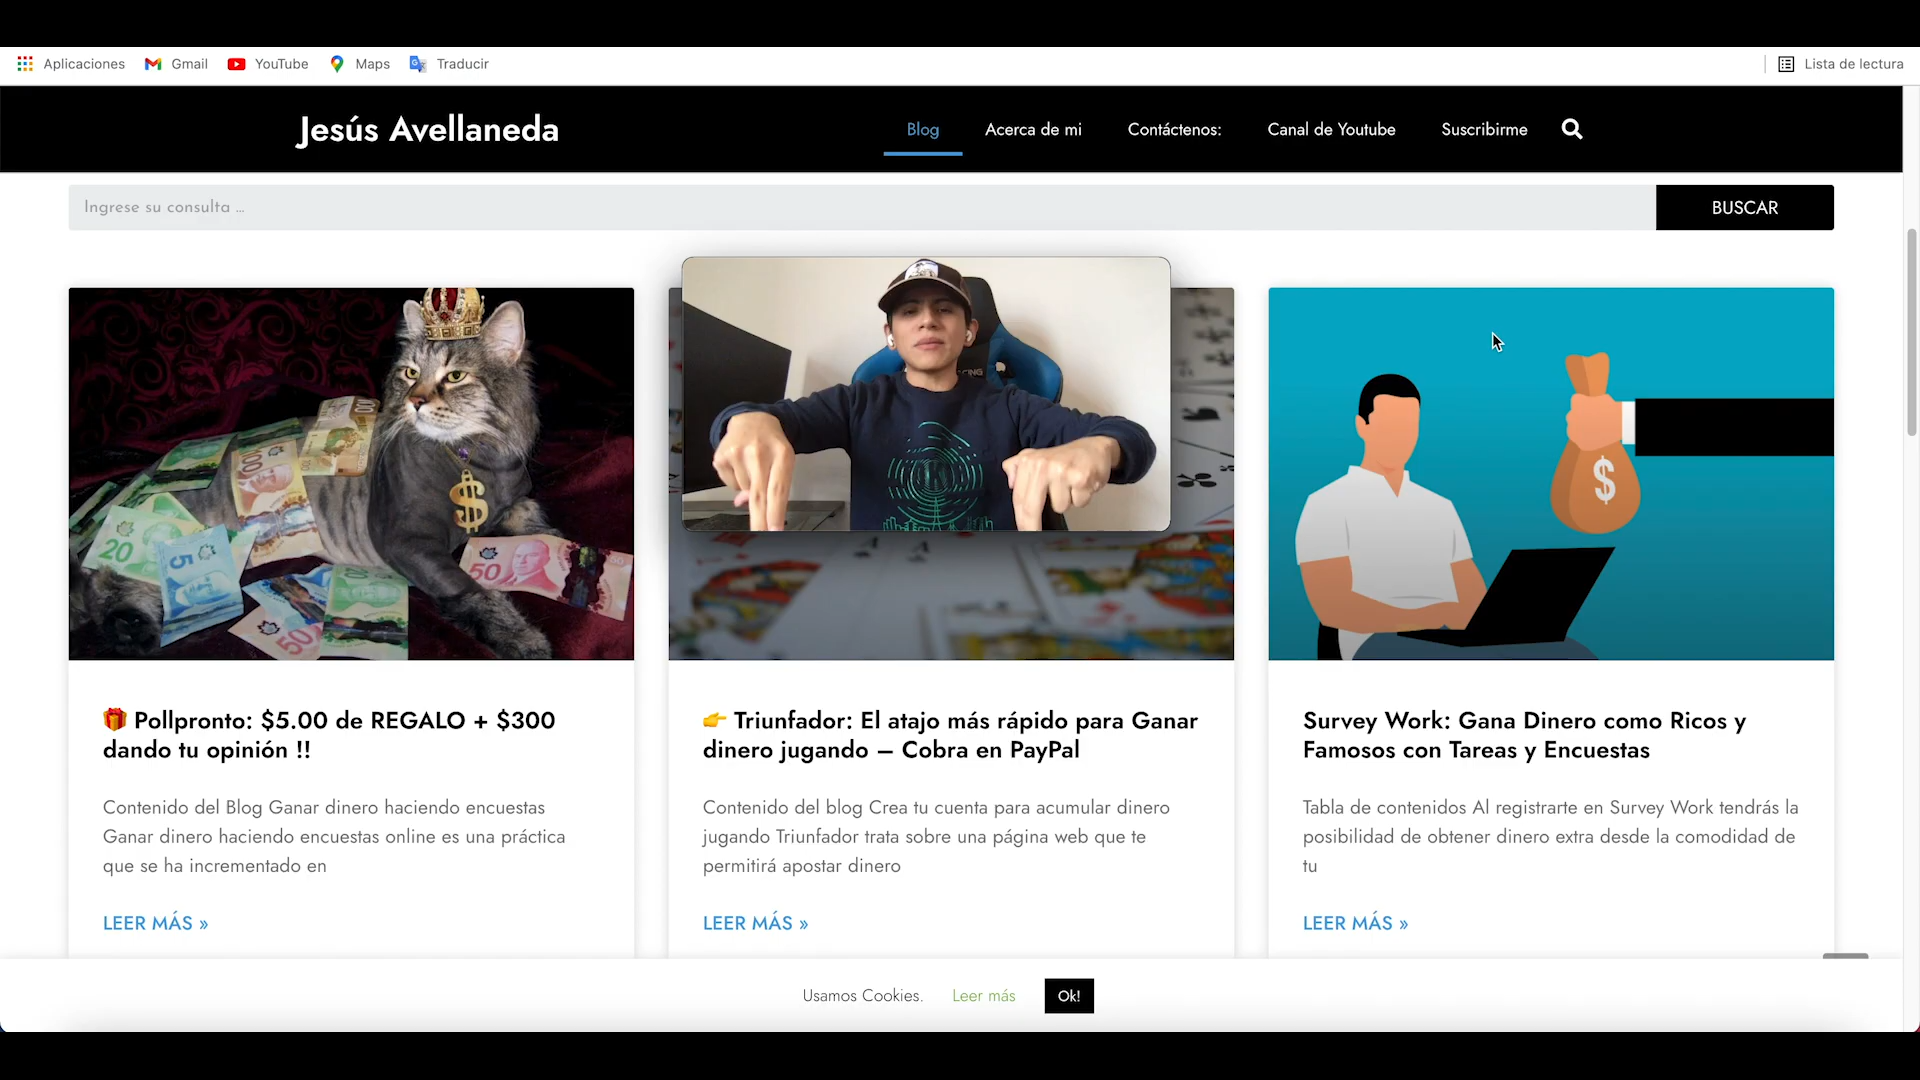 Aplicaciones Gmail YouTube Maps Traducir Lista de lectura
Jesús Avellaneda Blog Acerca de mi Contáctenos: Canal de Youtube Suscribirme
Ingrese su consulta ... BUSCAR
20
5
100
100
50
50
$
$
🎁 Pollpronto: $5.00 de REGALO + $300
dando tu opinión !!
Contenido del Blog Ganar dinero haciendo encuestas
Ganar dinero haciendo encuestas online es una práctica
que se ha incrementado en
LEER MÁS »
👉 Triunfador: El atajo más rápido para Ganar
dinero jugando – Cobra en PayPal
Contenido del blog Crea tu cuenta para acumular dinero
jugando Triunfador trata sobre una página web que te
permitirá apostar dinero
LEER MÁS »
Survey Work: Gana Dinero como Ricos y
Famosos con Tareas y Encuestas
Tabla de contenidos Al registrarte en Survey Work tendrás la
posibilidad de obtener dinero extra desde la comodidad de
tu
LEER MÁS »
Usamos Cookies. Leer más Ok!